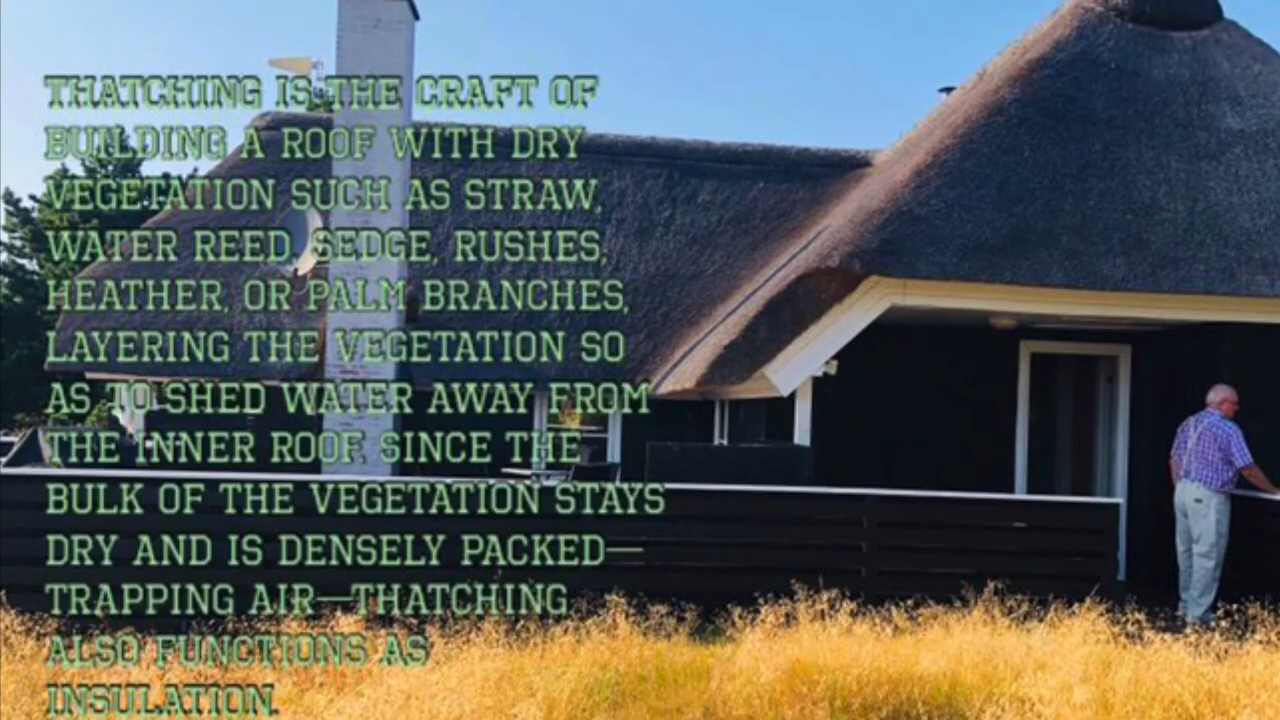 THATCHING IS THE CRAFT OF
BUILDING A ROOF WITH DRY
VEGETATION SUCH AS STRAW,
WATER REED, SEDGE, RUSHES,
HEATHER, OR PALM BRANCHES,
LAYERING THE VEGETATION SO
AS TO SHED WATER AWAY FROM
THE INNER ROOF. SINCE THE
BULK OF THE VEGETATION STAYS
DRY AND IS DENSELY PACKED—
TRAPPING AIR—THATCHING
ALSO FUNCTIONS AS
INSULATION.